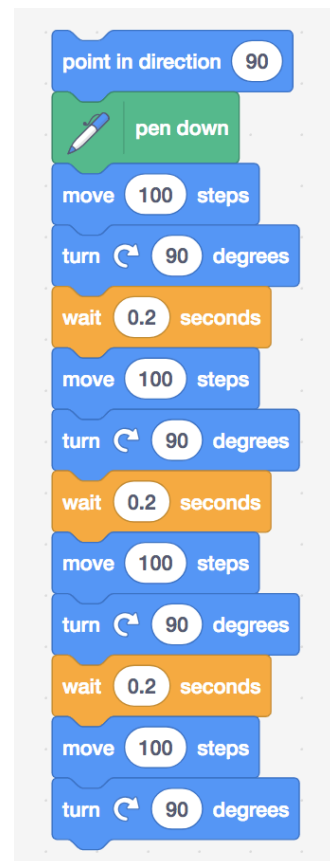 point in direction 90
pen down
move 100 steps
turn 90 degrees
wait 0.2 seconds
move 100 steps
turn 90 degrees
wait 0.2 seconds
move 100 steps
turn 90 degrees
wait 0.2 seconds
move 100 steps
turn 90 degrees